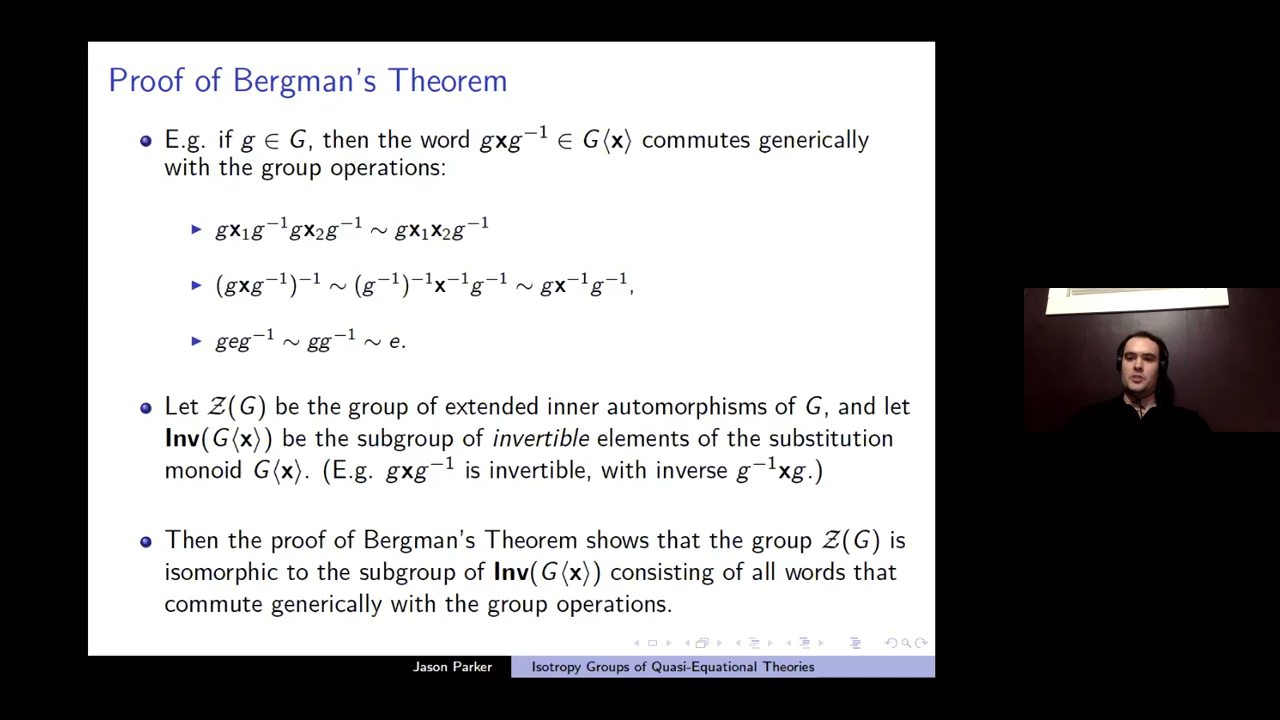 Proof of Bergman's Theorem
E.g. if g ∈ G, then the word gxg⁻¹ ∈ G⟨x⟩ commutes generically
with the group operations:
gx₁g⁻¹gx₂g⁻¹ ∼ gx₁x₂g⁻¹
(gxg⁻¹)⁻¹ ∼ (g⁻¹)⁻¹x⁻¹g⁻¹ ∼ gx⁻¹g⁻¹,
geg⁻¹ ∼ gg⁻¹ ∼ e.
Let 𝒵(G) be the group of extended inner automorphisms of G, and let
Inv(G⟨x⟩) be the subgroup of invertible elements of the substitution
monoid G⟨x⟩. (E.g. gxg⁻¹ is invertible, with inverse g⁻¹xg.)
Then the proof of Bergman's Theorem shows that the group 𝒵(G) is
isomorphic to the subgroup of Inv(G⟨x⟩) consisting of all words that
commute generically with the group operations.
Jason Parker Isotropy Groups of Quasi-Equational Theories